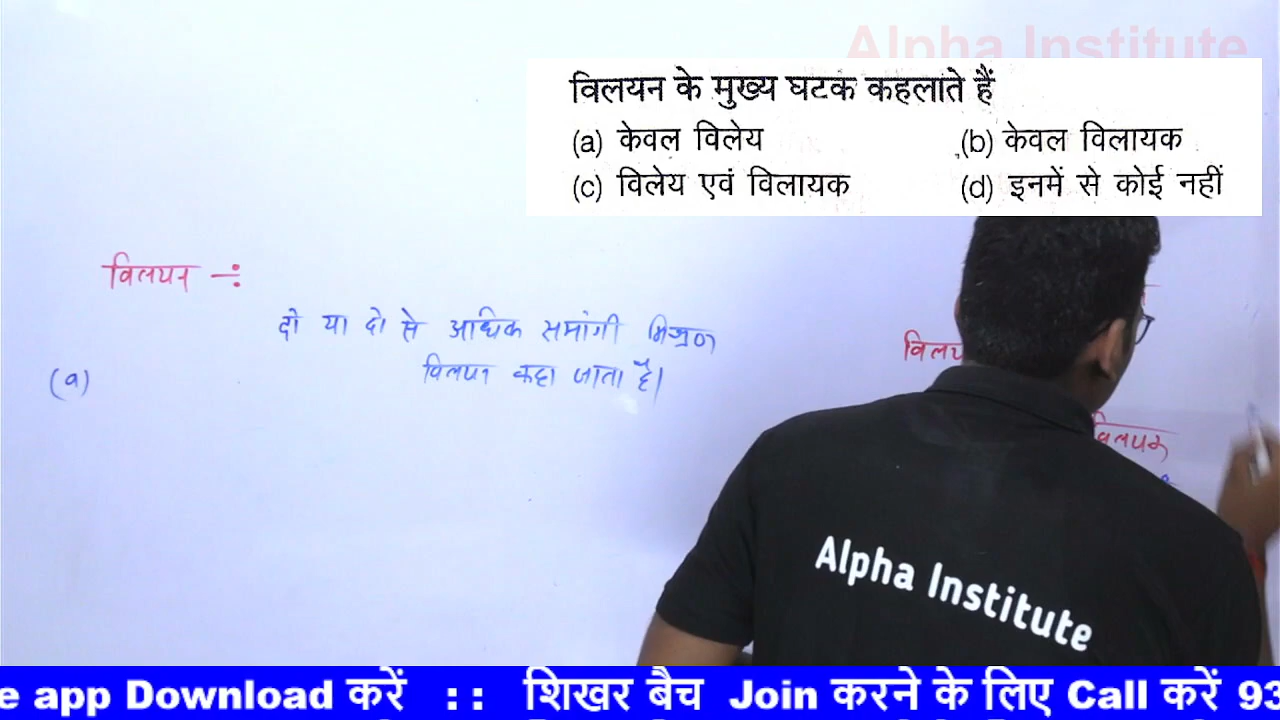 Alpha Institute
विलयन के मुख्य घटक कहलाते हैं
(a) केवल विलेय (b) केवल विलायक
(c) विलेय एवं विलायक (d) इनमें से कोई नहीं
विलयन ÷
दो या दो से अधिक समांगी मिश्रण
विलयन कहा जाता है।
(a)
Alpha Institute
e app Download करें :: शिखर बैच Join करने के लिए Call करें 93